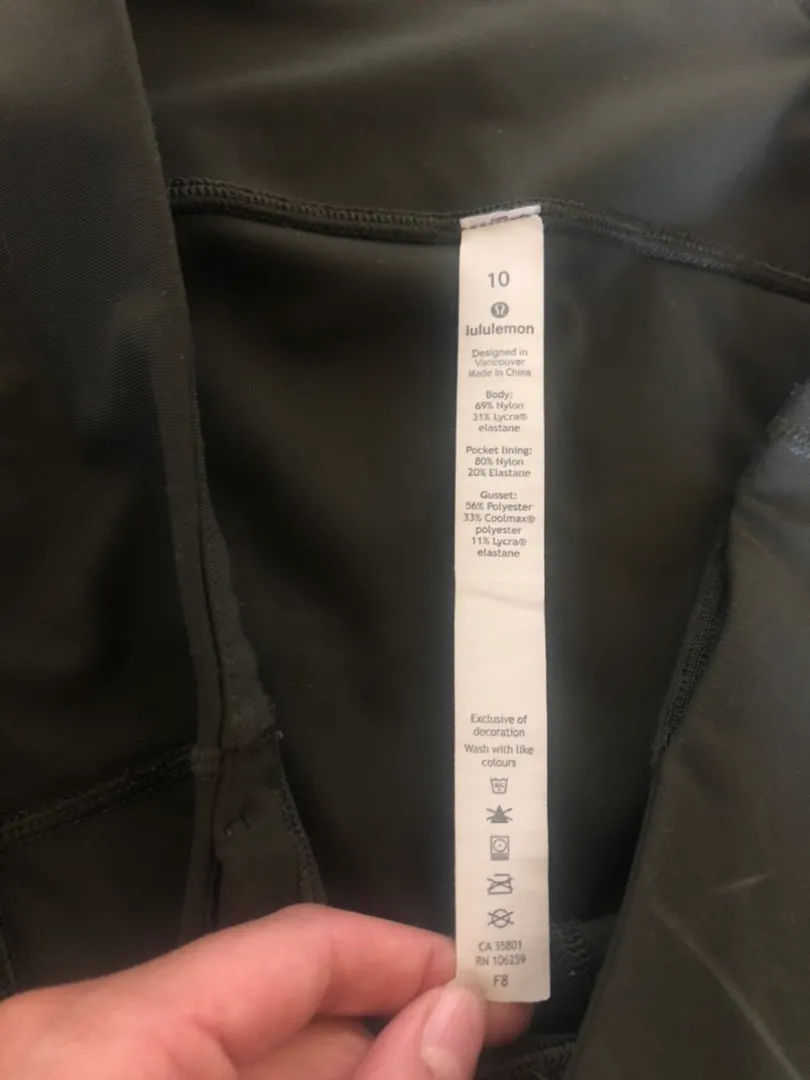 10
lululemon
Designed in
Vancouver
Made in China
Body:
69% Nylon
31% Lycra®
elastane
Pocket lining:
80% Nylon
20% Elastane
Gusset:
56% Polyester
33% Coolmax®
polyester
11% Lycra®
elastane
Exclusive of
decoration
Wash with like
colours
CA 35801
RN 106259
F8